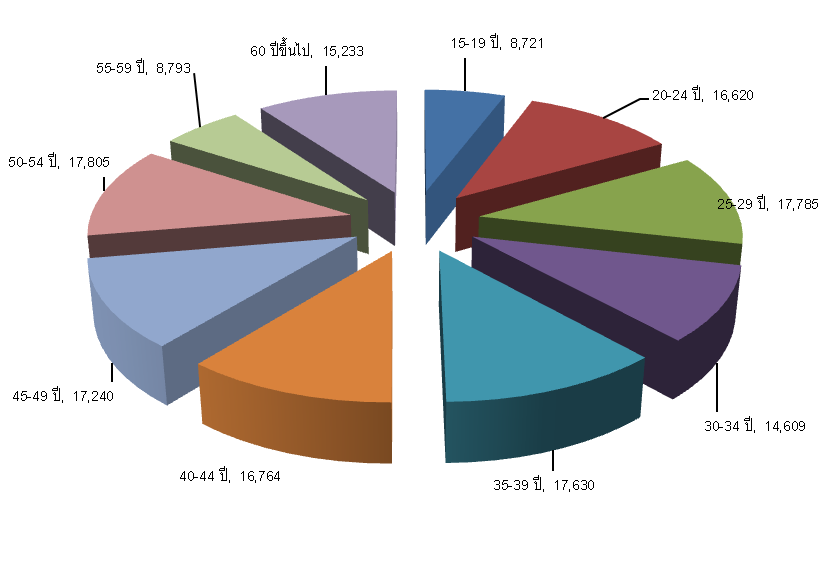 15-19 ปี, 8,721
20-24 ปี, 16,620
25-29 ปี, 17,785
30-34 ปี, 14,609
35-39 ปี, 17,630
40-44 ปี, 16,764
45-49 ปี, 17,240
50-54 ปี, 17,805
55-59 ปี, 8,793
60 ปีขึ้นไป, 15,233